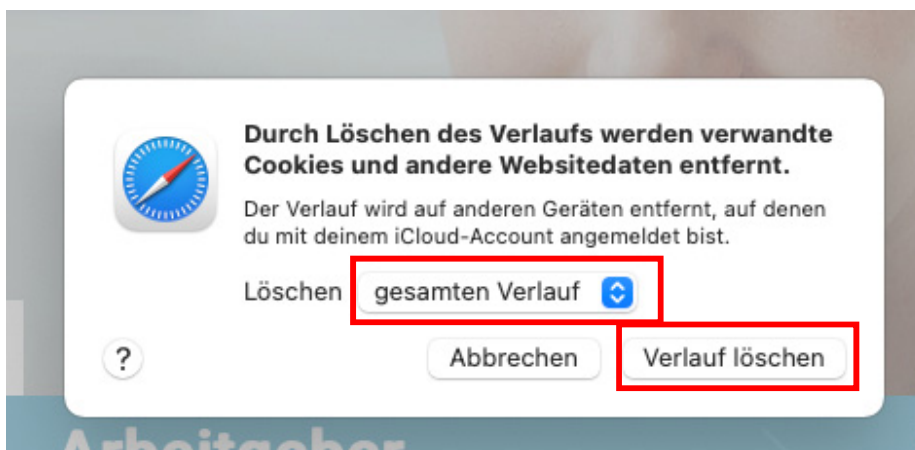 Durch Löschen des Verlaufs werden verwandte
Cookies und andere Websitedaten entfernt.
Der Verlauf wird auf anderen Geräten entfernt, auf denen
du mit deinem iCloud-Account angemeldet bist.
Löschen gesamten Verlauf
? Abbrechen Verlauf löschen
Arbeitgeber